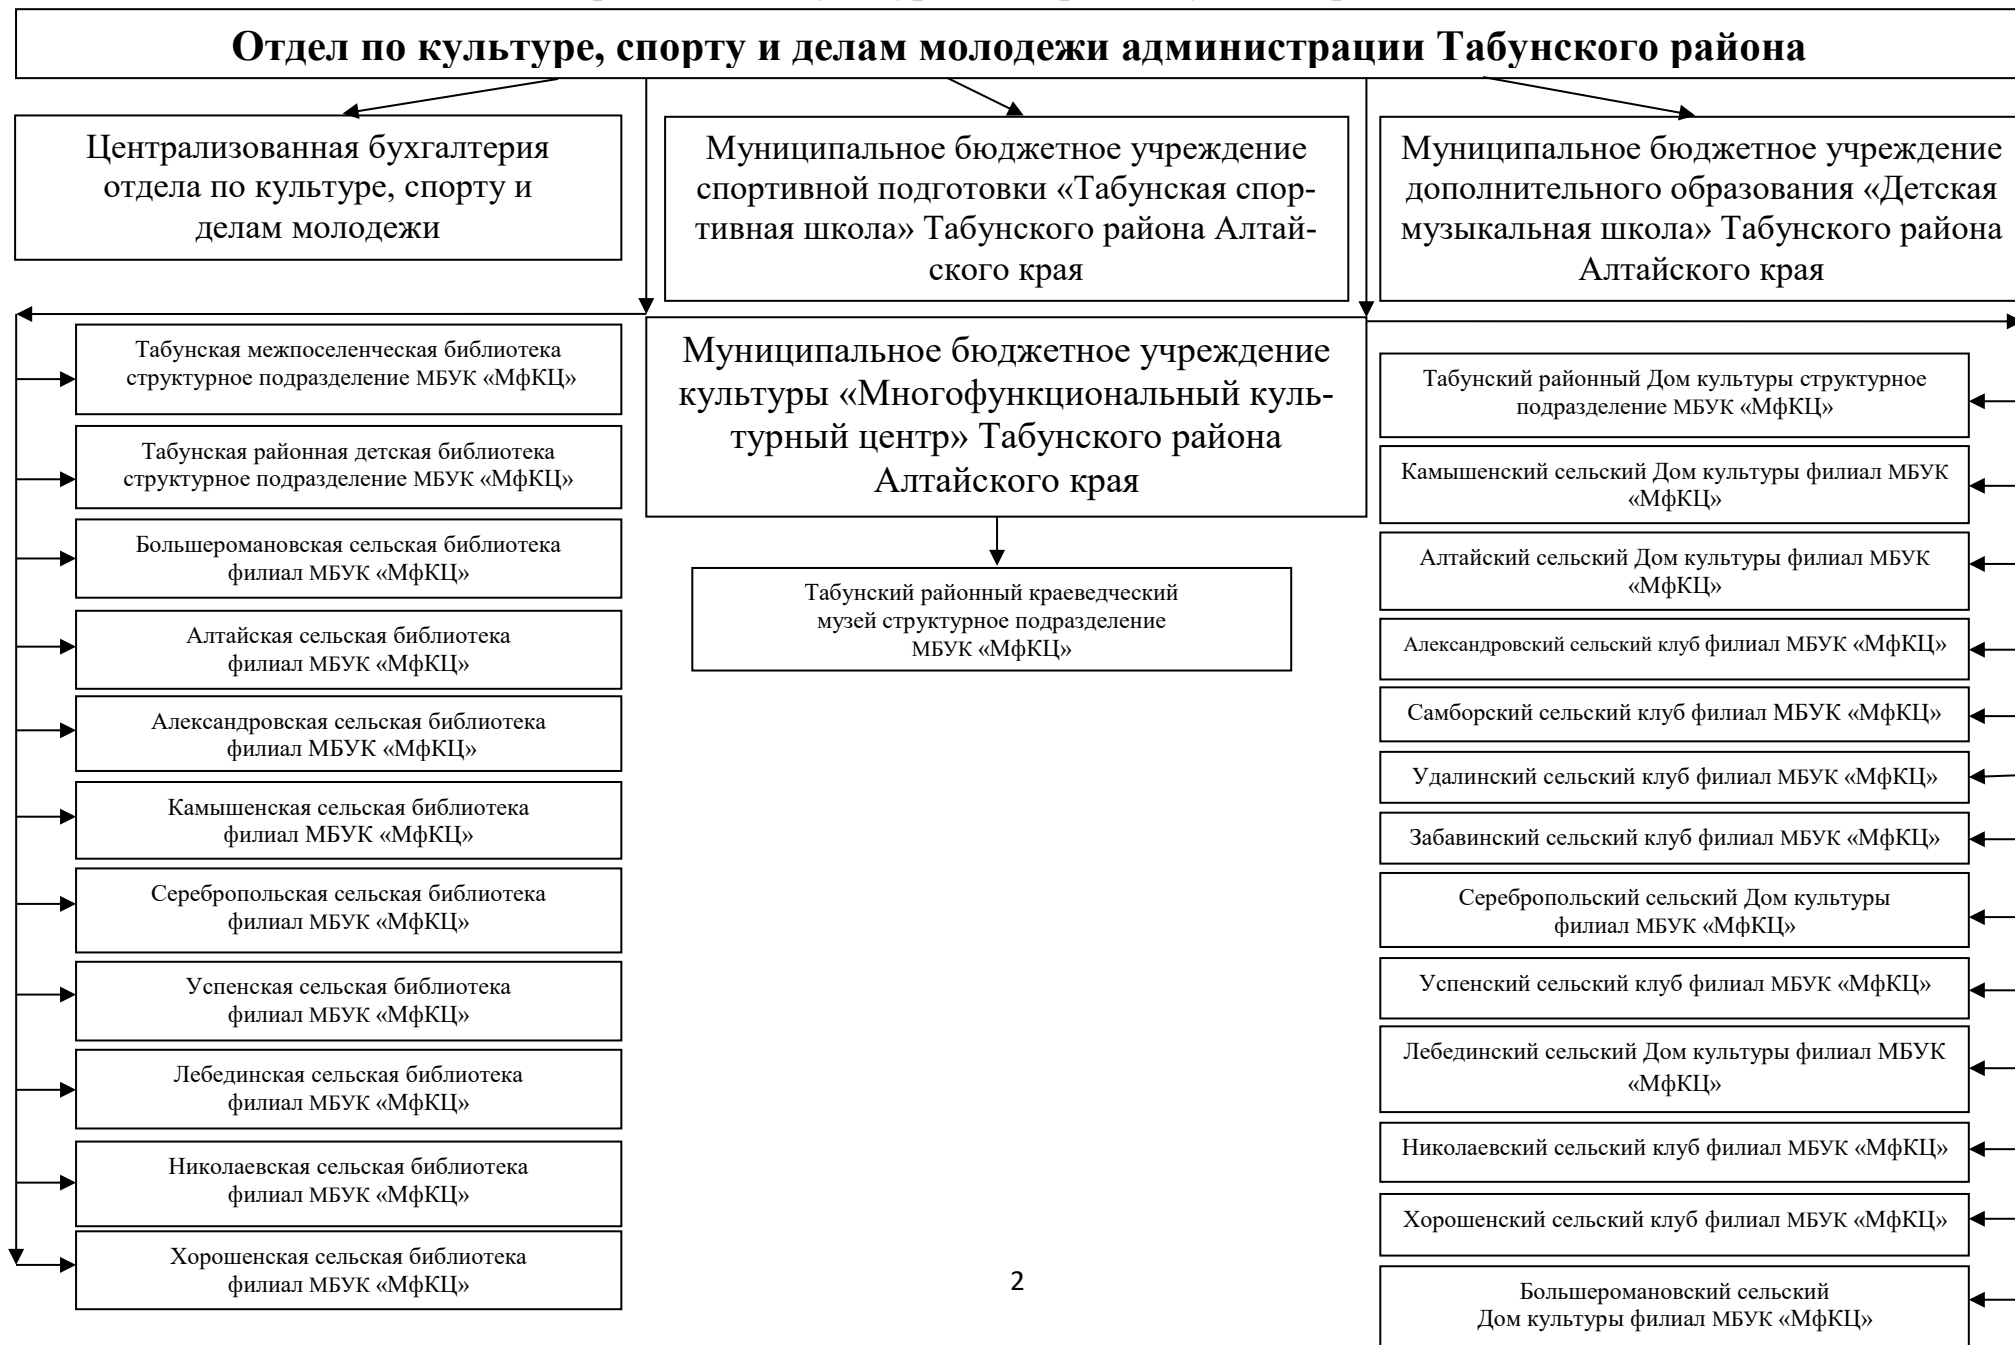 Отдел по культуре, спорту и делам молодежи администрации Табунского района
Централизованная бухгалтерия
отдела по культуре, спорту и
делам молодежи
Муниципальное бюджетное учреждение
спортивной подготовки «Табунская спор-
тивная школа» Табунского района Алтай-
ского края
Муниципальное бюджетное учреждение
дополнительного образования «Детская
музыкальная школа» Табунского района
Алтайского края
Табунская межпоселенческая библиотека
структурное подразделение МБУК «МфКЦ»
Табунская районная детская библиотека
структурное подразделение МБУК «МфКЦ»
Большеромановская сельская библиотека
филиал МБУК «МфКЦ»
Алтайская сельская библиотека
филиал МБУК «МфКЦ»
Александровская сельская библиотека
филиал МБУК «МфКЦ»
Камышенская сельская библиотека
филиал МБУК «МфКЦ»
Серебропольская сельская библиотека
филиал МБУК «МфКЦ»
Успенская сельская библиотека
филиал МБУК «МфКЦ»
Лебединская сельская библиотека
филиал МБУК «МфКЦ»
Николаевская сельская библиотека
филиал МБУК «МфКЦ»
Хорошенская сельская библиотека
филиал МБУК «МфКЦ»
Муниципальное бюджетное учреждение
культуры «Многофункциональный куль-
турный центр» Табунского района
Алтайского края
Табунский районный краеведческий
музей структурное подразделение
МБУК «МфКЦ»
Табунский районный Дом культуры структурное
подразделение МБУК «МфКЦ»
Камышенский сельский Дом культуры филиал МБУК
«МфКЦ»
Алтайский сельский Дом культуры филиал МБУК
«МфКЦ»
Александровский сельский клуб филиал МБУК «МфКЦ»
Самборский сельский клуб филиал МБУК «МфКЦ»
Удалинский сельский клуб филиал МБУК «МфКЦ»
Забавинский сельский клуб филиал МБУК «МфКЦ»
Серебропольский сельский Дом культуры
филиал МБУК «МфКЦ»
Успенский сельский клуб филиал МБУК «МфКЦ»
Лебединский сельский Дом культуры филиал МБУК
«МфКЦ»
Николаевский сельский клуб филиал МБУК «МфКЦ»
Хорошенский сельский клуб филиал МБУК «МфКЦ»
Большеромановский сельский
Дом культуры филиал МБУК «МфКЦ»
2